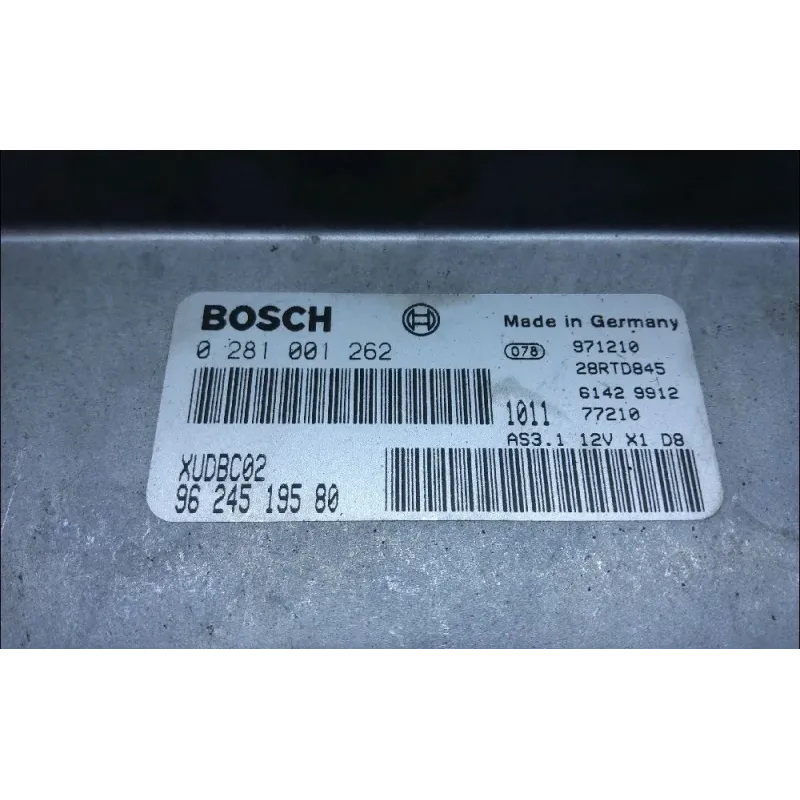 BOSCH
Made in Germany
0 281 001 262
078 971210
28RTD845
6142 9912
1011 77210
AS3.1 12V X1 D8
XUDBC02
96 245 195 80